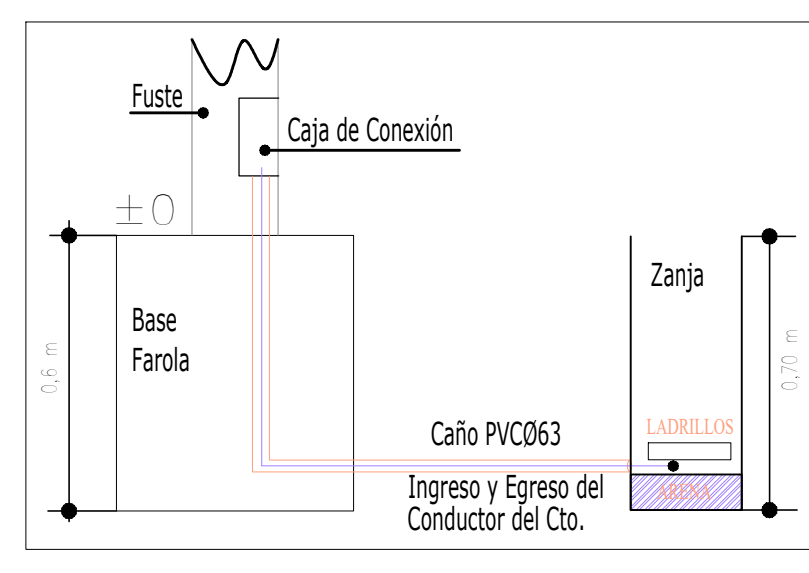 Fuste
Caja de Conexión
±0
Zanja
Base
Farola
0,6 m
0,70 m
LADRILLOS
Caño PVCØ63
ARENA
Ingreso y Egreso del
Conductor del Cto.